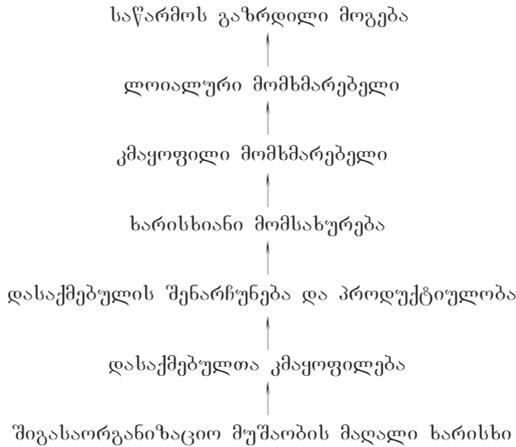 საწარმოს გაზრდილი მოგება
ლოიალური მომხმარებელი
კმაყოფილი მომხმარებელი
ხარისხიანი მომსახურება
დასაქმებულის შენარჩუნება და პროდუქტიულობა
დასაქმებულთა კმაყოფილება
შიგასაორგანიზაციო მუშაობის მაღალი ხარისხი